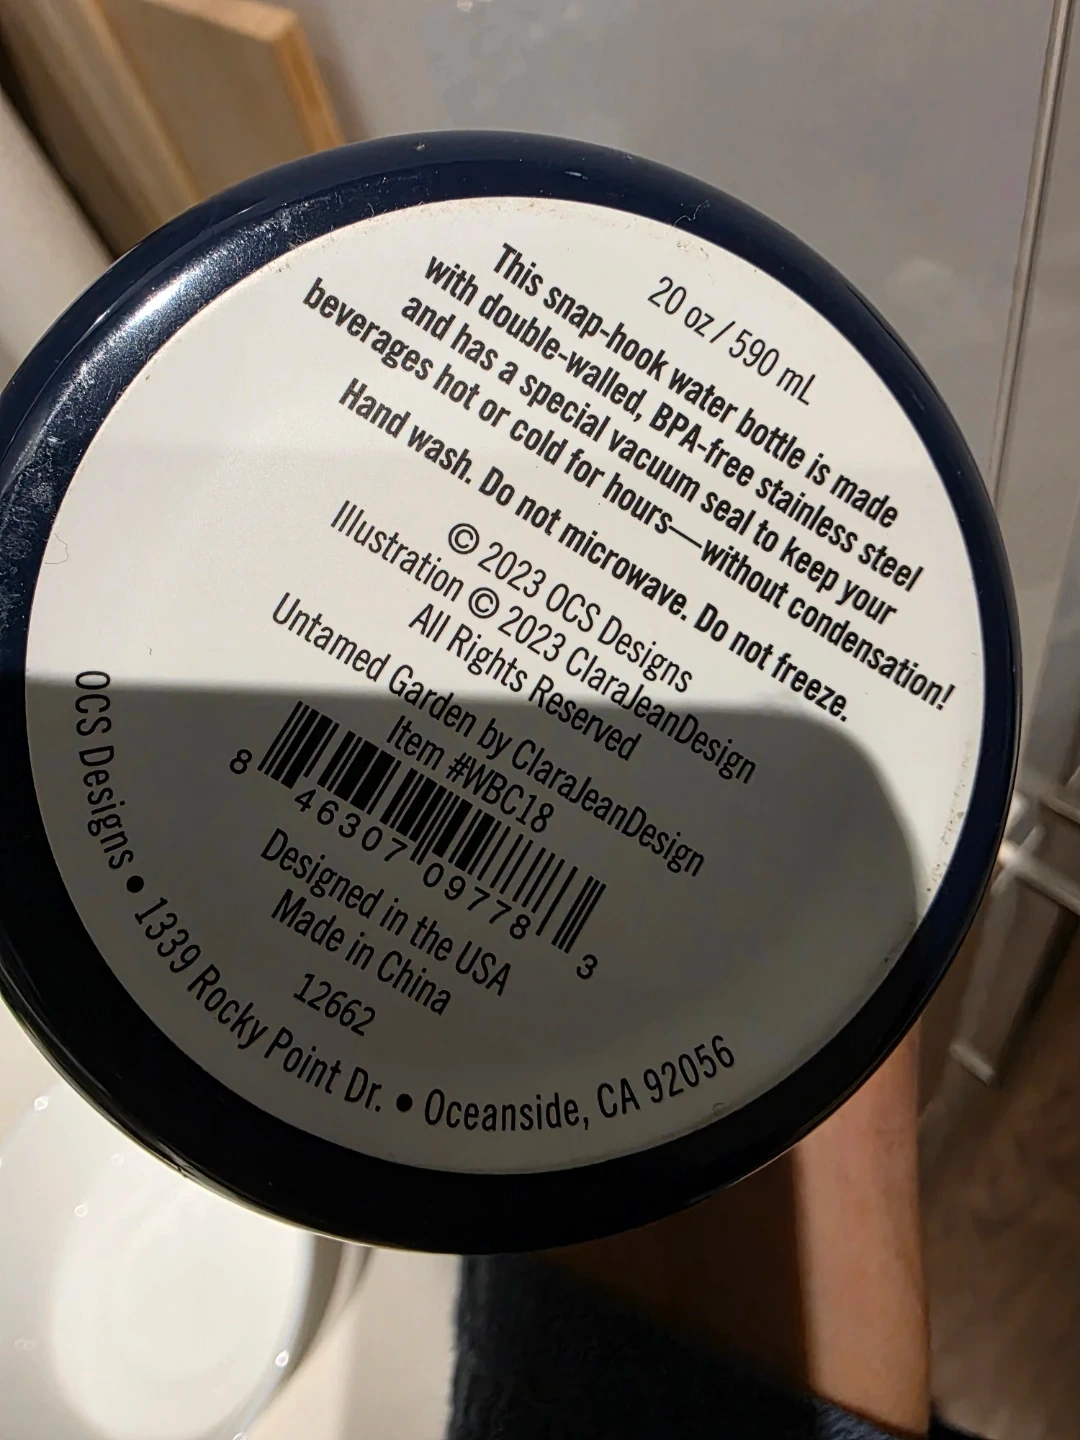 20 oz / 590 mL
This snap-hook water bottle is made
with double-walled, BPA-free stainless steel
and has a special vacuum seal to keep your
beverages hot or cold for hours—without condensation!
Hand wash. Do not microwave. Do not freeze.
© 2023 OCS Designs
Illustration © 2023 ClaraJeanDesign
All Rights Reserved
Untamed Garden by ClaraJeanDesign
Item #WBC18
8 46307 09778 3
Designed in the USA
Made in China
12662
OCS Designs • 1339 Rocky Point Dr. • Oceanside, CA 92056